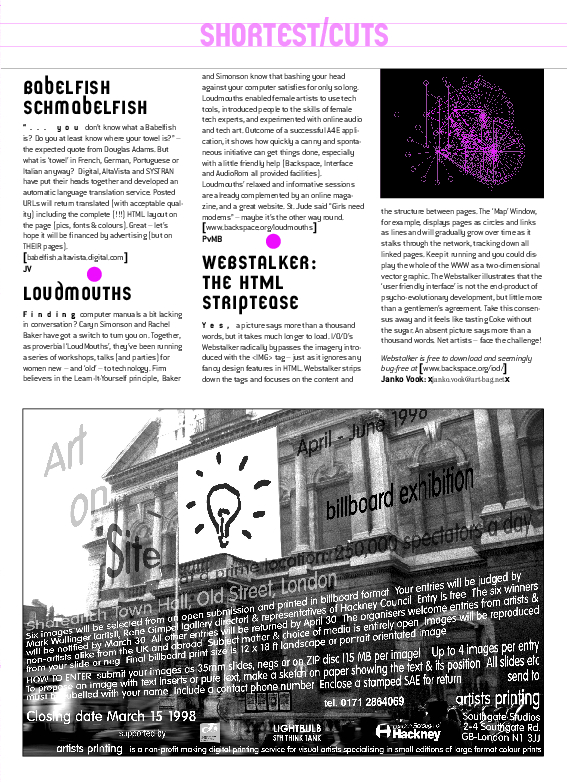 SHORTEST/CUTS
BABELFISH
SCHMABELFISH
". . . you don't know what a Babelfish
is? Do you at least know where your towel is?" –
the expected quote from Douglas Adams. But
what is 'towel' in French, German, Portuguese or
Italian anyway? Digital, AltaVista and SYSTRAN
have put their heads together and developed an
automatic language translation service. Posted
URLs will return translated (with acceptable qual-
ity) including the complete (!!!) HTML layout on
the page (pics, fonts & colours). Great – let's
hope it will be financed by advertising (but on
THEIR pages).
[babelfish.altavista.digital.com]
JV
LOUDMOUTHS
Finding computer manuals a bit lacking
in conversation? Caryn Simonson and Rachel
Baker have got a switch to turn you on. Together,
as proverbial 'LoudMouths', they've been running
a series of workshops, talks (and parties) for
women new – and 'old' – to technology. Firm
believers in the Learn-It-Yourself principle, Baker
and Simonson know that bashing your head
against your computer satisfies for only so long.
Loudmouths enabled female artists to use tech
tools, introduced people to the skills of female
tech experts, and experimented with online audio
and tech art. Outcome of a successful A4E appli-
cation, it shows how quickly a canny and sponta-
neous initiative can get things done, especially
with a little friendly help (Backspace, Interface
and AudioRom all provided facilities).
Loudmouths' relaxed and informative sessions
are already complemented by an online maga-
zine, and a great website. St. Jude said "Girls need
modems" – maybe it's the other way round.
[www.backspace.org/loudmouths]
PvMB
WEBSTALKER:
THE HTML
STRIPTEASE
Yes, a picture says more than a thousand
words, but it takes much longer to load. I/O/D's
Webstalker radically by passes the imagery intro-
duced with the <IMG> tag – just as it ignores any
fancy design features in HTML. Webstalker strips
down the tags and focuses on the content and
the structure between pages. The 'Map' Window,
for example, displays pages as circles and links
as lines and will gradually grow over time as it
stalks through the network, tracking down all
linked pages. Keep it running and you could dis-
play the whole of the WWW as a two-dimensional
vector graphic. The Webstalker illustrates that the
'user friendly interface' is not the end-product of
psycho-evolutionary development, but little more
than a gentlemen's agreement. Take this consen-
sus away and it feels like tasting Coke without
the sugar. An absent picture says more than a
thousand words. Net artists – face the challenge!
Webstalker is free to download and seemingly
bug-free at [www.backspace.org/iod/]
Janko Vook: xjanko.vook@art-bag.netx
Art
on
Site
April - June 1998
billboard exhibition
at a prime location: 250,000 spectators a day
Shoreditch Town Hall, Old Street, London
Six images will be selected from an open submission and printed in billboard format Your entries will be judged by
Mark Wallinger (artist), Rene Gimpel (gallery director) & representatives of Hackney Council Entry is free The six winners
will be notified by March 30 All other entries will be returned by April 30 The organisers welcome entries from artists &
non-artists alike from the UK and abroad Subject matter & choice of media is entirely open Images will be reproduced
from your slide or neg Final billboard print size is 12 x 18 ft landscape or portrait orientated image
HOW TO ENTER submit your images as 35mm slides, negs or on ZIP disc (15 MB per image) Up to 4 images per entry
To propose an image with text inserts or pure text, make a sketch on paper showing the text & its position All slides etc
must be labelled with your name Include a contact phone number Enclose a stamped SAE for return send to
tel. 0171 2864069
artists printing
Closing date March 15 1998
Southgate Studios
2-4 Southgate Rd.
GB-London N1 3JJ
supported by
LIGHTBULB
5TH THINK TANK
Hackney
artists printing is a non-profit making digital printing service for visual artists specialising in small editions of large format colour prints